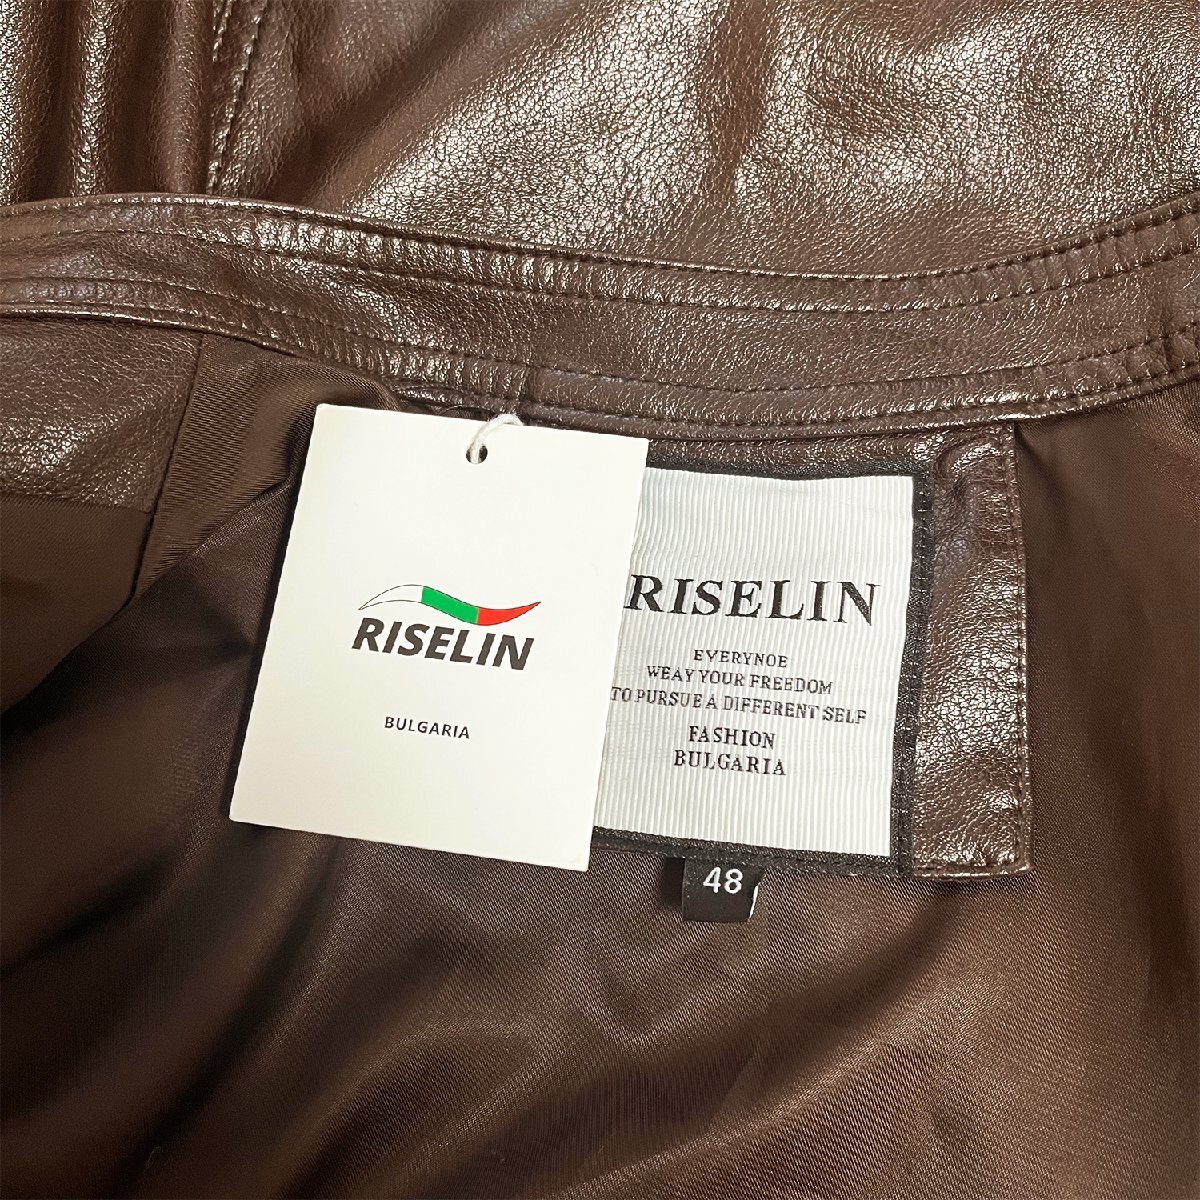 RISELIN
BULGARIA
RISELIN
EVERYNOE
WEAY YOUR FREEDOM
TO PURSUE A DIFFERENT SELF
FASHION
BULGARIA
48